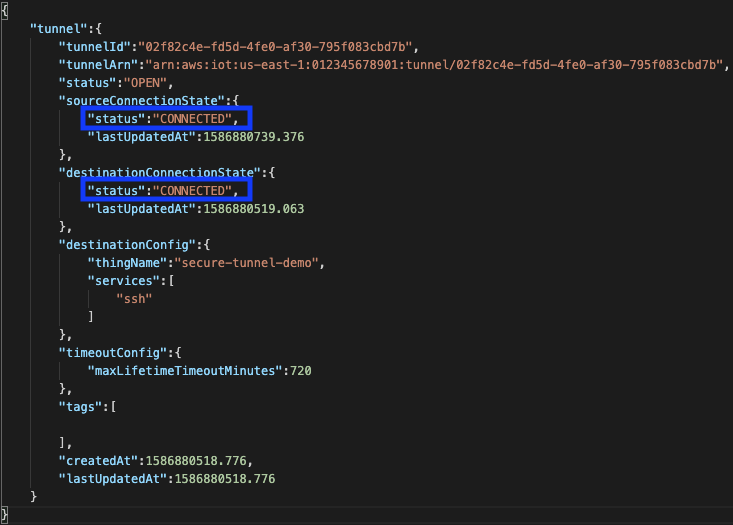 {
"tunnel":{
"tunnelId":"02f82c4e-fd5d-4fe0-af30-795f083cbd7b",
"tunnelArn":"arn:aws:iot:us-east-1:012345678901:tunnel/02f82c4e-fd5d-4fe0-af30-795f083cbd7b",
"status":"OPEN",
"sourceConnectionState":{
"status":"CONNECTED",
"lastUpdatedAt":1586880739.376
},
"destinationConnectionState":{
"status":"CONNECTED",
"lastUpdatedAt":1586880519.063
},
"destinationConfig":{
"thingName":"secure-tunnel-demo",
"services":[
"ssh"
]
},
"timeoutConfig":{
"maxLifetimeTimeoutMinutes":720
},
"tags":[
],
"createdAt":1586880518.776,
"lastUpdatedAt":1586880518.776
}
}